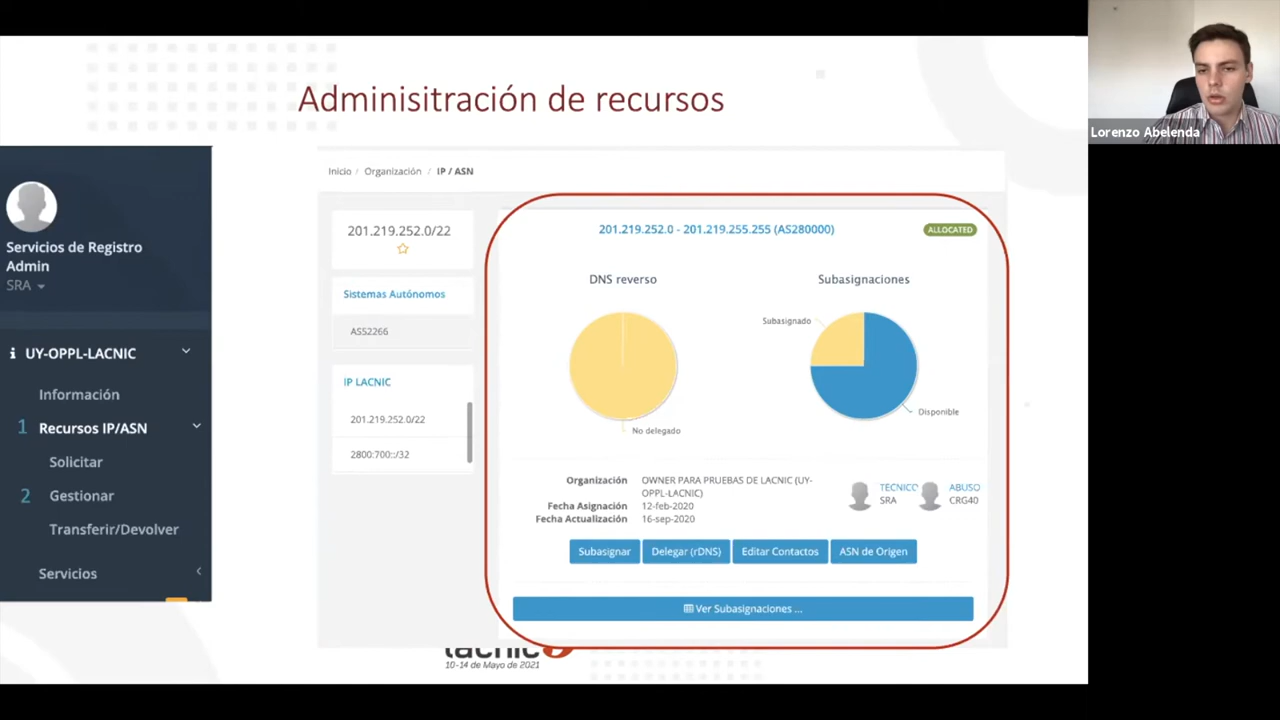 Adminisitración de recursos
Lorenzo Abelenda
Servicios de Registro
Admin
SRA
UY-OPPL-LACNIC
Información
1 Recursos IP/ASN
Solicitar
2 Gestionar
Transferir/Devolver
Servicios
Inicio / Organización / IP / ASN
201.219.252.0/22
Sistemas Autónomos
ASS2266
IP LACNIC
201.219.252.0/22
2800:700::/32
201.219.252.0 - 201.219.255.255 (AS280000)
ALLOCATED
DNS reverso
No delegado
Subasignaciones
Subasignado
Disponible
Organización OWNER PARA PRUEBAS DE LACNIC (UY-
OPPL-LACNIC)
Fecha Asignación 12-feb-2020
Fecha Actualización 16-sep-2020
TECNICO
SRA
ABUSO
CRG40
Subasignar Delegar (rDNS) Editar Contactos ASN de Origen
Ver Subasignaciones ...
lacnic
10-14 de Mayo de 2021